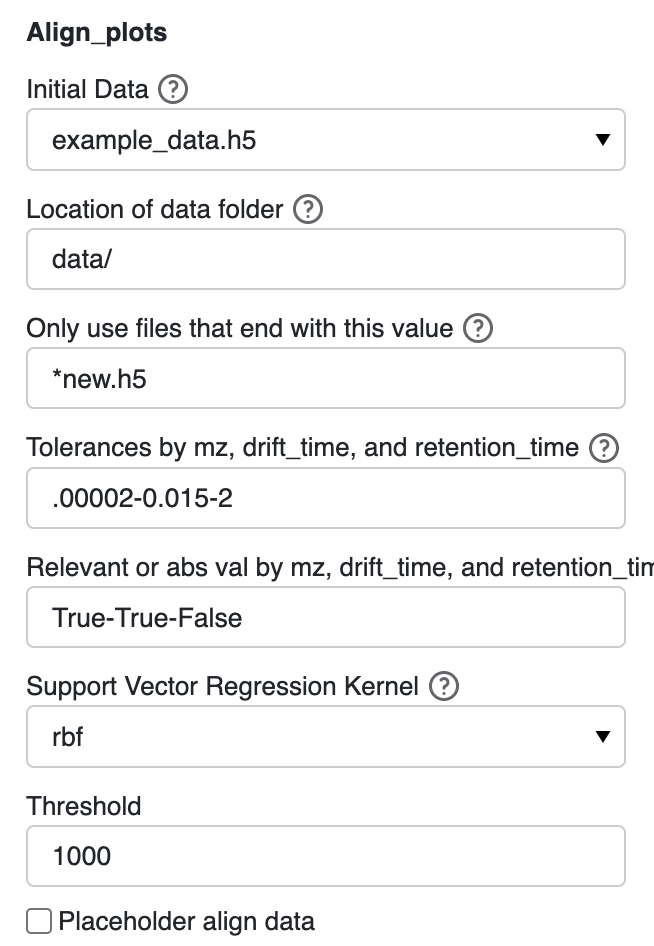 Align_plots
Initial Data ?
example_data.h5
Location of data folder ?
data/
Only use files that end with this value ?
*new.h5
Tolerances by mz, drift_time, and retention_time ?
.00002-0.015-2
Relevant or abs val by mz, drift_time, and retention_tim
True-True-False
Support Vector Regression Kernel ?
rbf
Threshold
1000
Placeholder align data